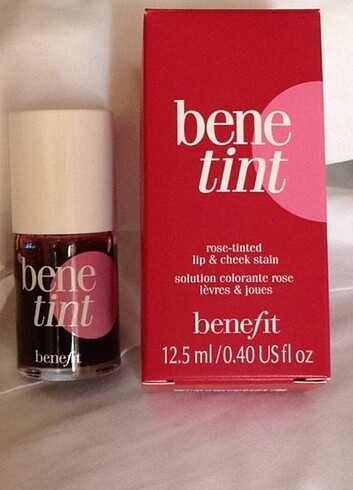 bene
tint
benefit
bene
tint
rose-tinted
lip & cheek stain
solution colorante rose
lèvres & joues
benefit
12.5 ml/0.40 US fl oz